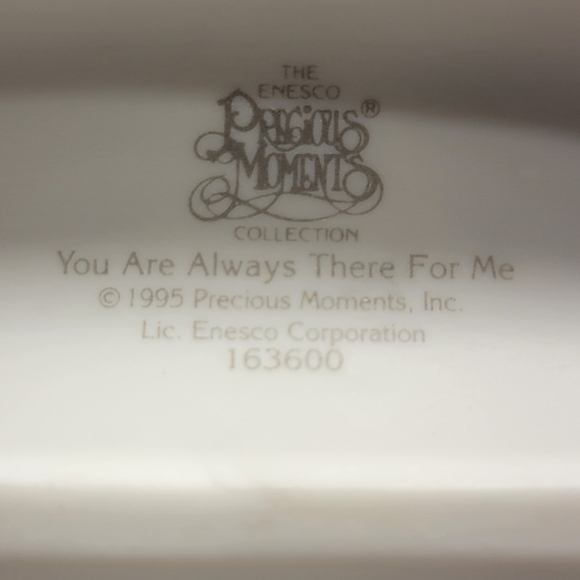 THE
ENESCO
PRECIOUS®
MOMENTS
COLLECTION
You Are Always There For Me
© 1995 Precious Moments, Inc.
Lic. Enesco Corporation
163600